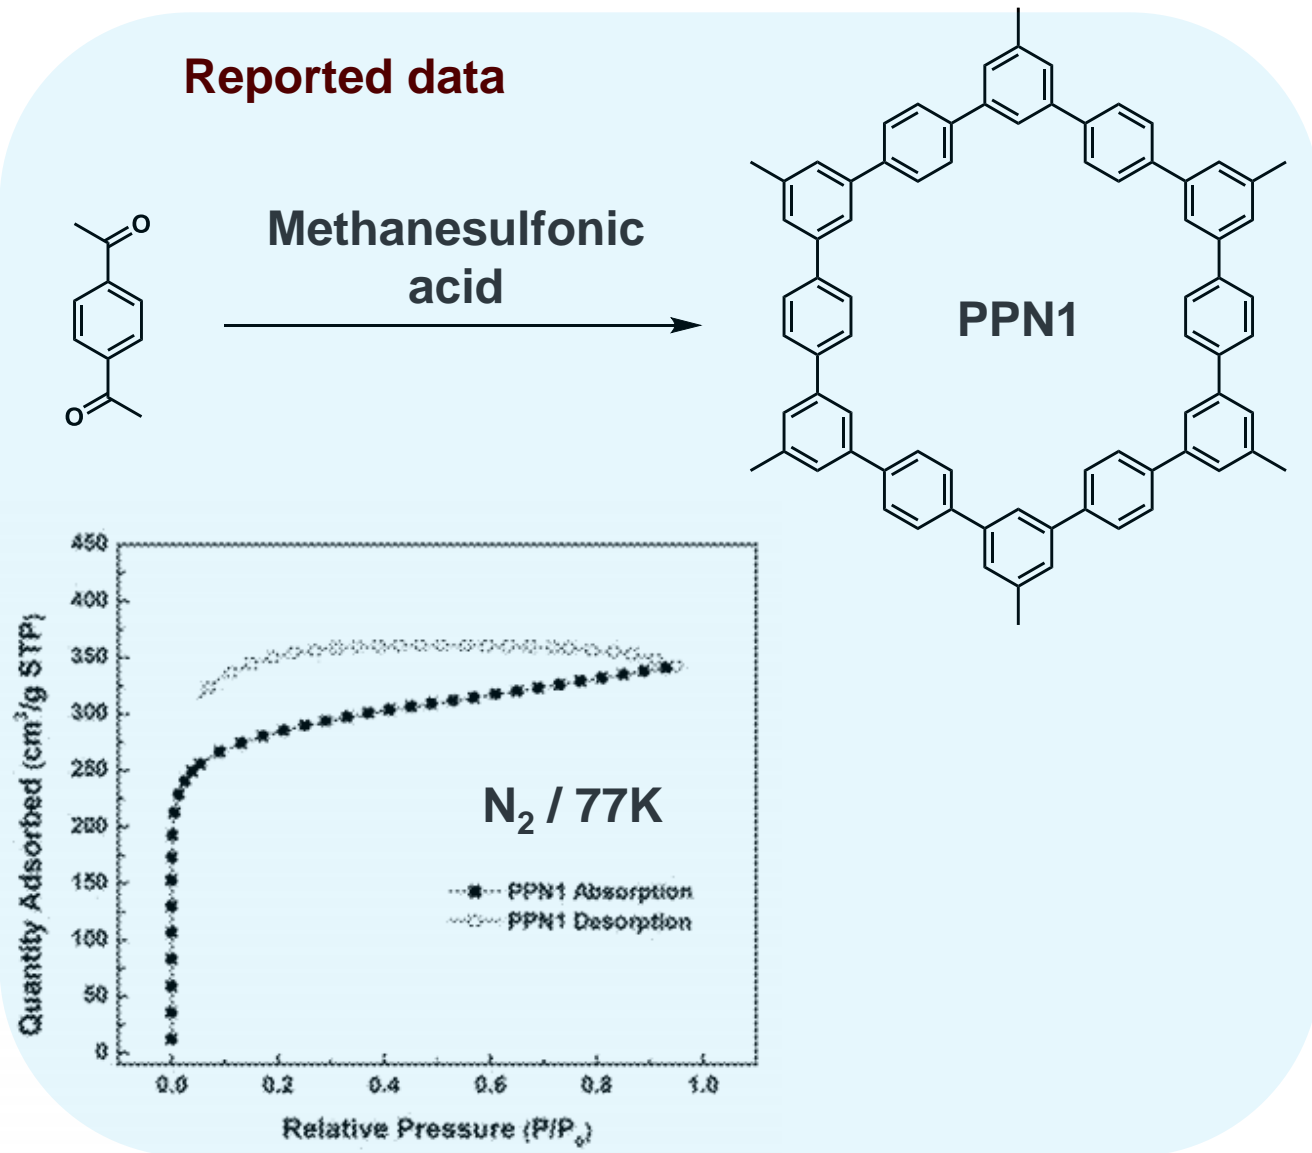 Reported data
O
Methanesulfonic
acid
O
PPN1
450
400
350
300
250
200
150
100
50
0
Quantity Adsorbed (cm³/g STP)
N₂ / 77K
PPN1 Absorption
PPN1 Desorption
0.0 0.2 0.4 0.6 0.8 1.0
Relative Pressure (P/Pₒ)